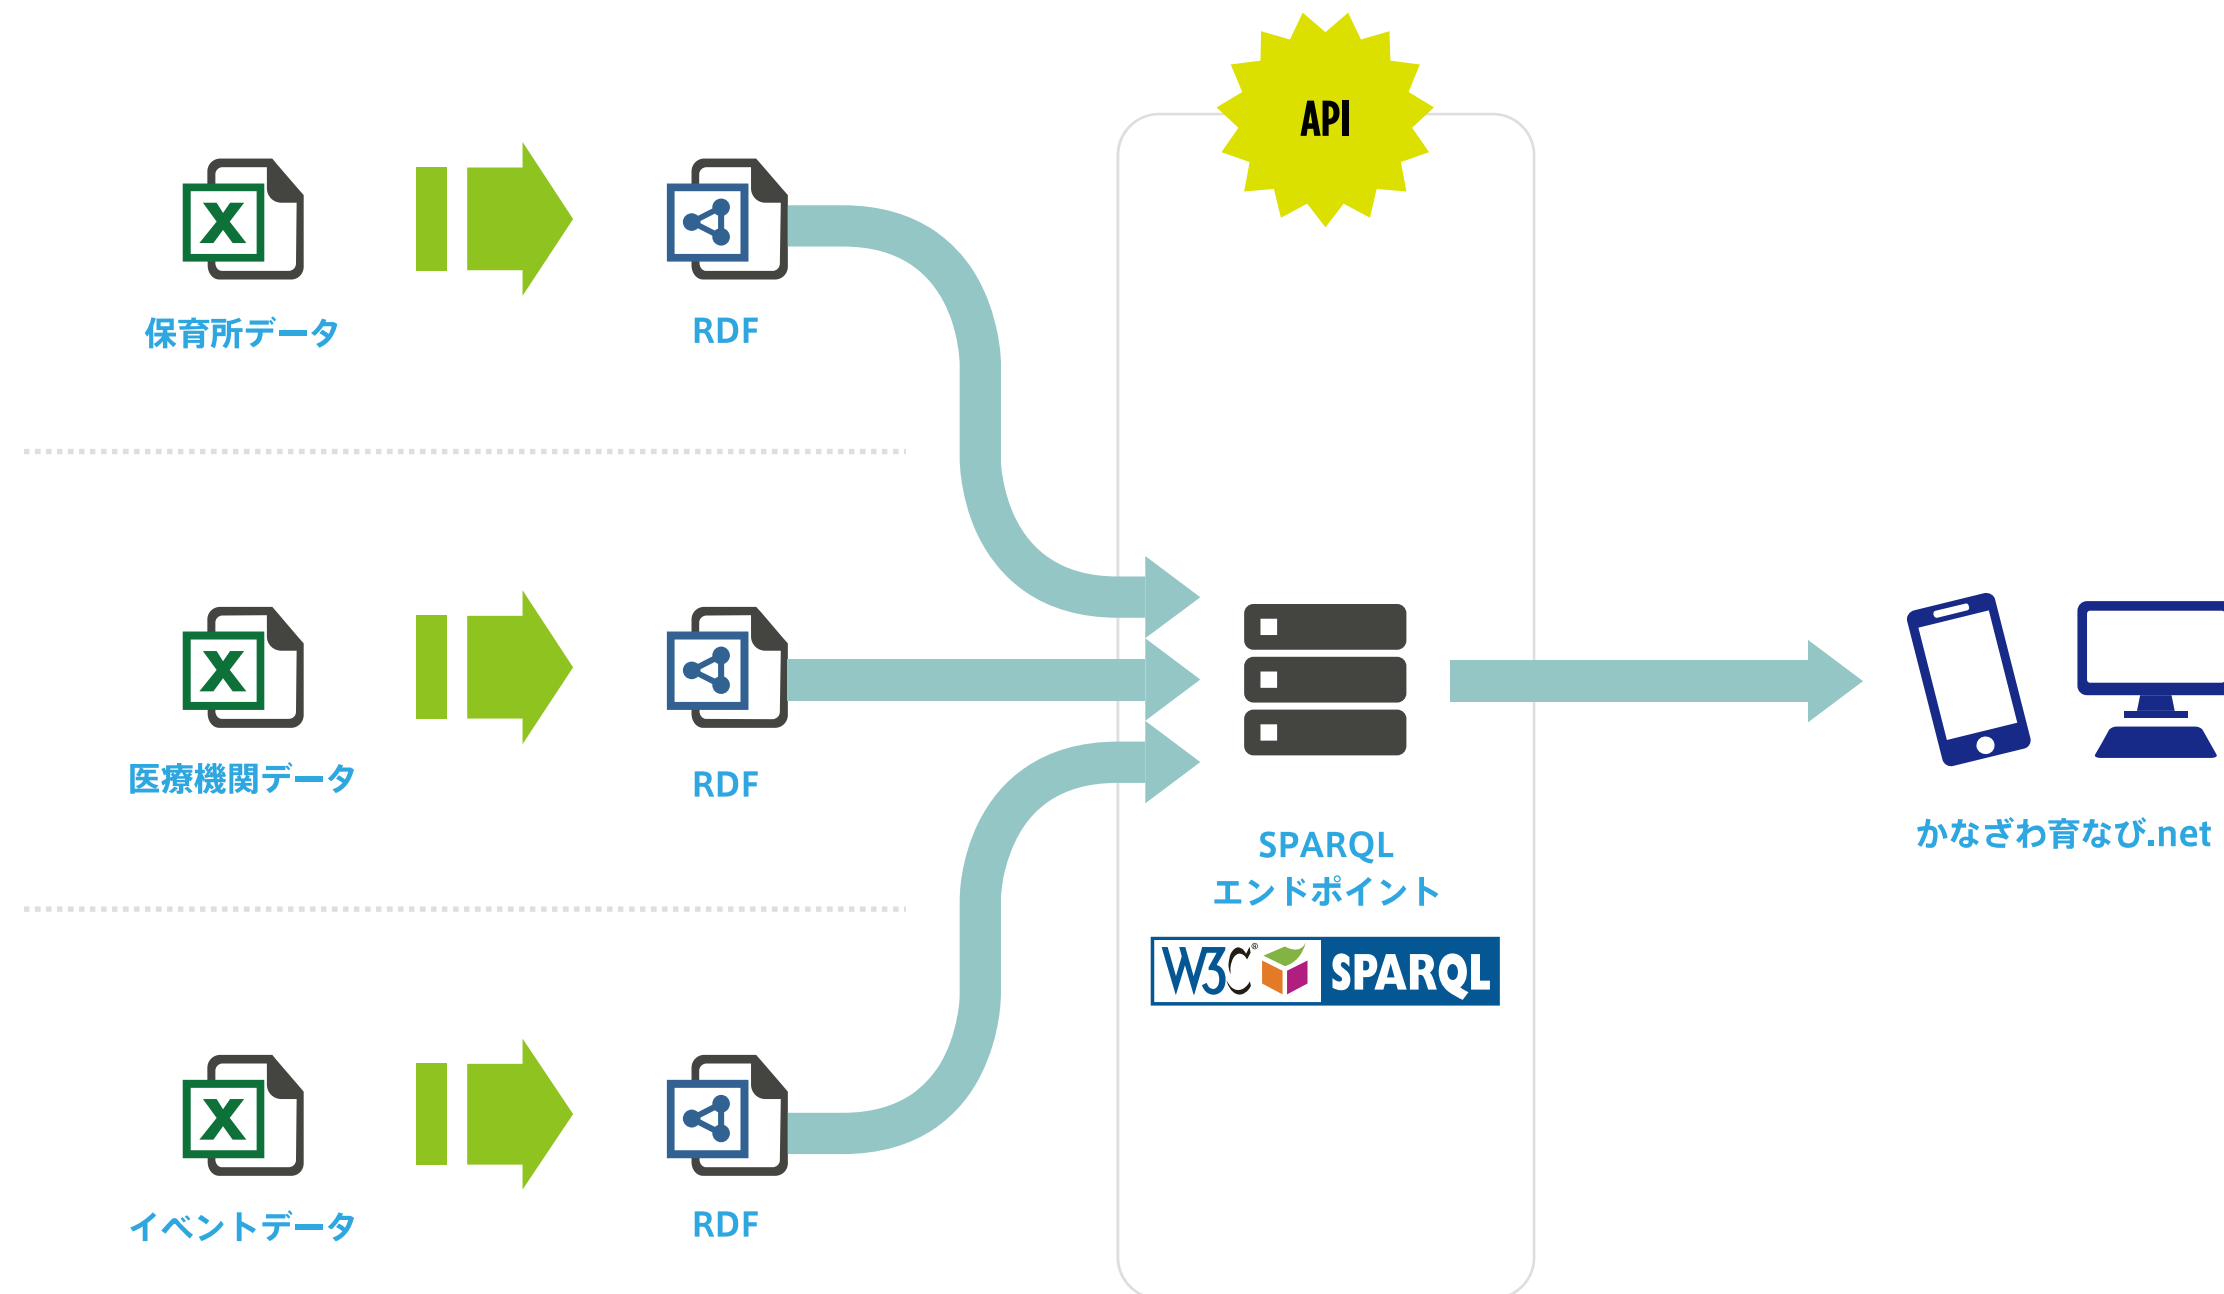 API
X
保育所データ
RDF
X
医療機関データ
RDF
SPARQL
エンドポイント
W3C® SPARQL
かなざわ育なび.net
X
イベントデータ
RDF